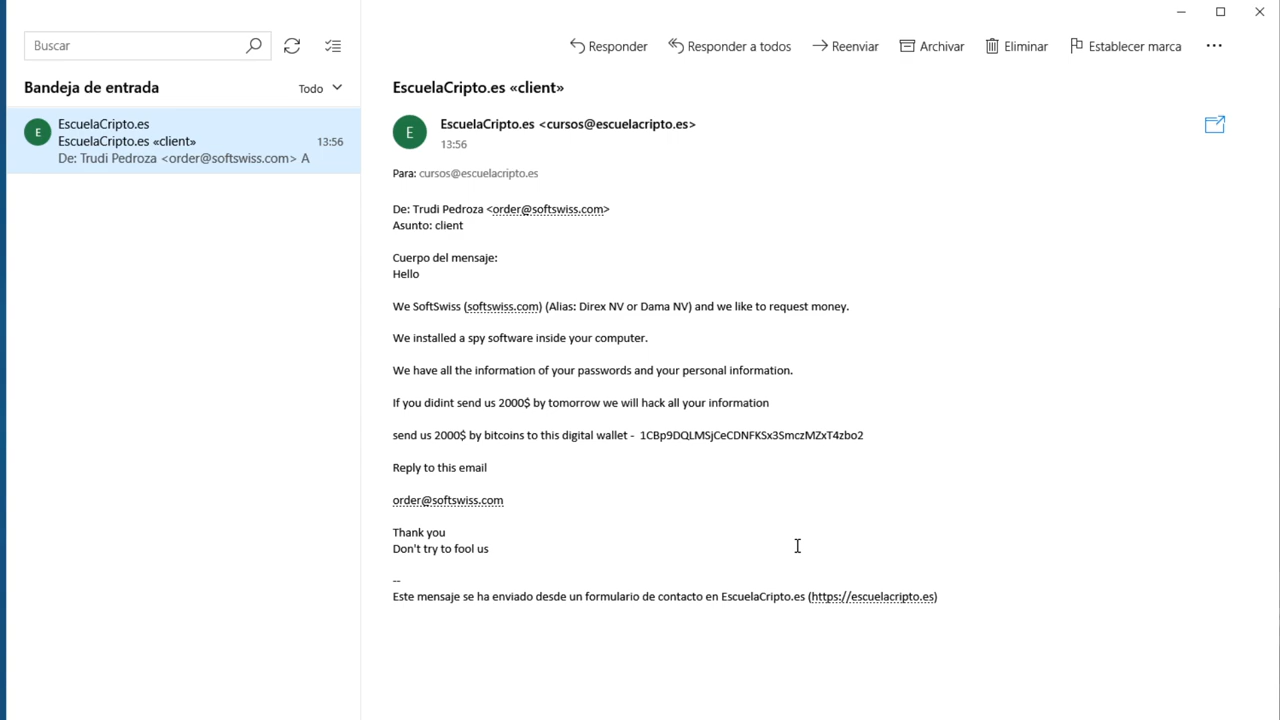 Buscar
Responder
Responder a todos
Reenviar
Archivar
Eliminar
Establecer marca
Bandeja de entrada
Todo
EscuelaCripto.es «client»
E
EscuelaCripto.es
EscuelaCripto.es «client»
13:56
De: Trudi Pedroza <order@softswiss.com> A
E
EscuelaCripto.es <cursos@escuelacripto.es>
13:56
Para: cursos@escuelacripto.es
De: Trudi Pedroza <order@softswiss.com>
Asunto: client
Cuerpo del mensaje:
Hello
We SoftSwiss (softswiss.com) (Alias: Direx NV or Dama NV) and we like to request money.
We installed a spy software inside your computer.
We have all the information of your passwords and your personal information.
If you didint send us 2000$ by tomorrow we will hack all your information
send us 2000$ by bitcoins to this digital wallet - 1CBp9DQLMSjCeCDNFKSx3SmczMZxT4zbo2
Reply to this email
order@softswiss.com
Thank you
Don't try to fool us
--
Este mensaje se ha enviado desde un formulario de contacto en EscuelaCripto.es (https://escuelacripto.es)